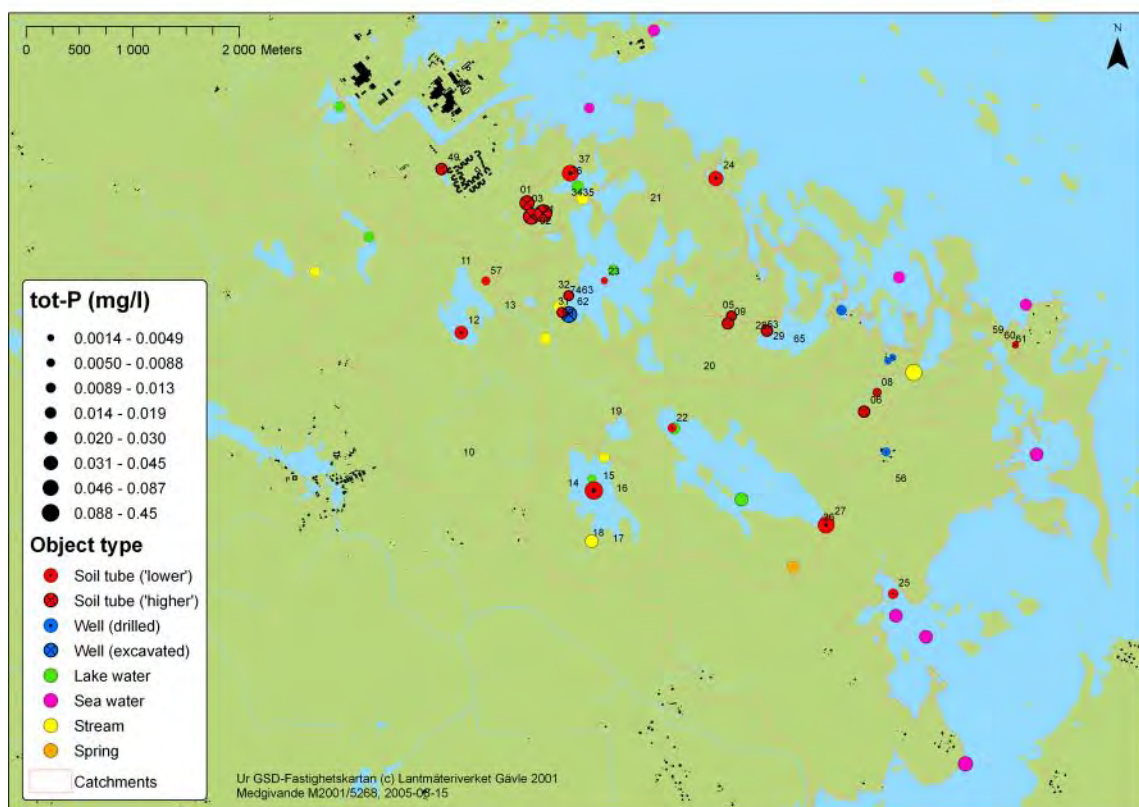 0 500 1 000 2 000 Meters
N
49
37
24
01
03
3435
21
11
57
23
32
7463
62
31
13
12
05
09
53
29
65
59
60
61
20
08
06
22
19
10
15
14
16
56
27
18
17
25
tot-P (mg/l)
0.0014 - 0.0049
0.0050 - 0.0088
0.0089 - 0.013
0.014 - 0.019
0.020 - 0.030
0.031 - 0.045
0.046 - 0.087
0.088 - 0.45
Object type
Soil tube ('lower')
Soil tube ('higher')
Well (drilled)
Well (excavated)
Lake water
Sea water
Stream
Spring
Catchments
Ur GSD-Fastighetskartan (c) Lantmäteriverket Gävle 2001
Medgivande M2001/5268, 2005-03-15